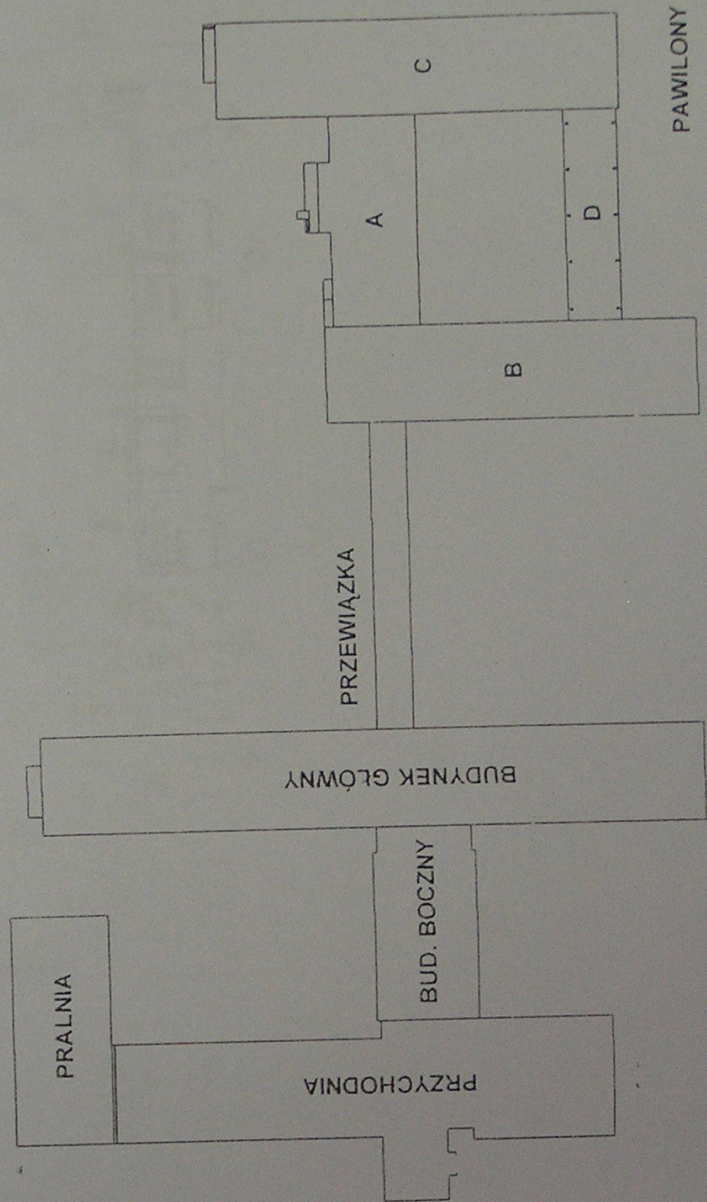 PRALNIA
PRZYCHODNIA
BUD. BOCZNY
BUDYNEK GŁÓWNY
PRZEWIĄZKA
B
A
D
C
PAWILONY